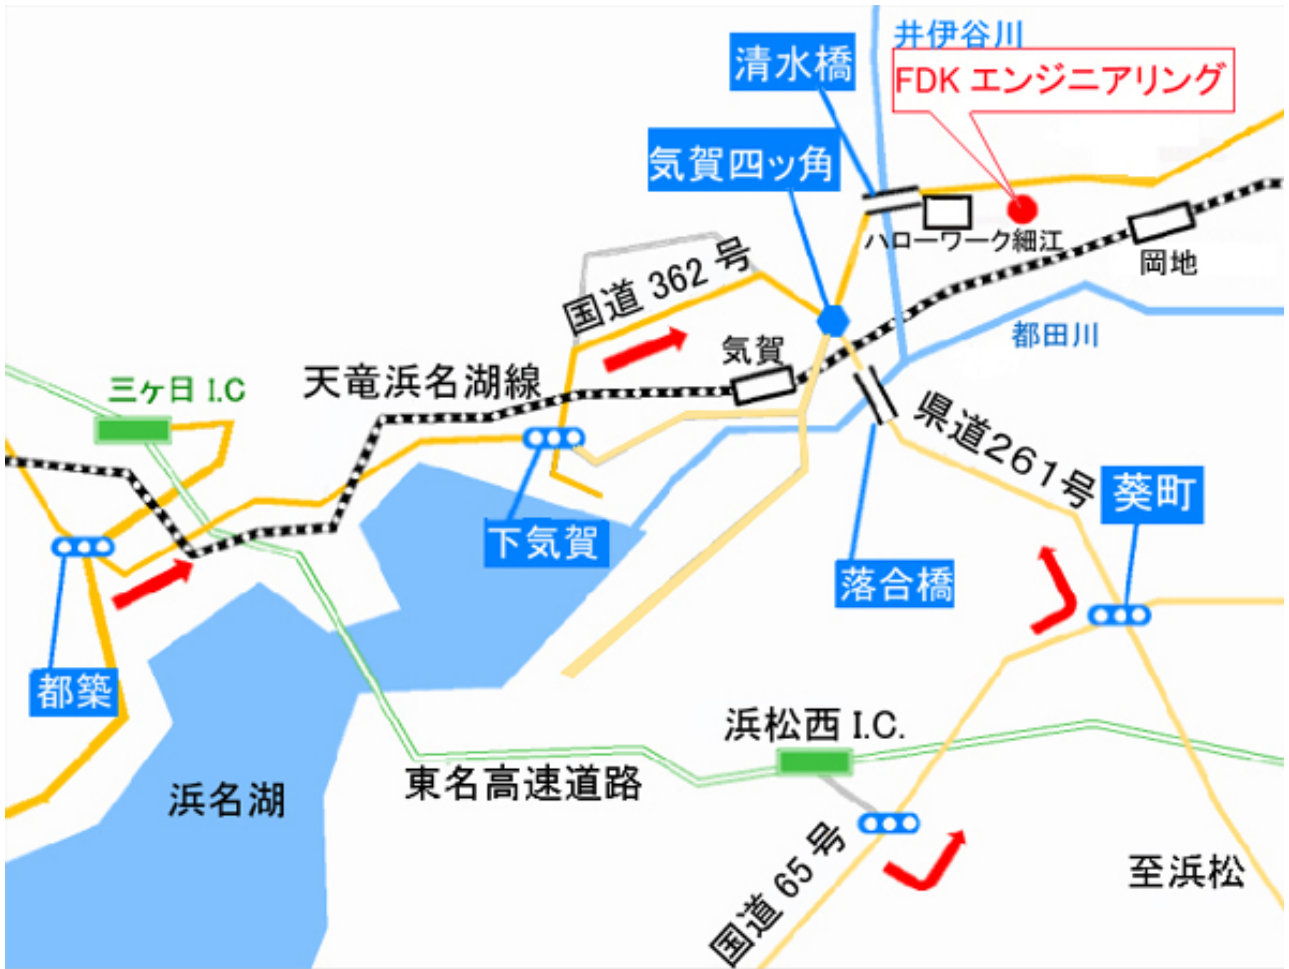 井伊谷川
清水橋
FDK エンジニアリング
気賀四ッ角
ハローワーク細江
岡地
国道 362 号
都田川
気賀
三ヶ日 I.C
天竜浜名湖線
県道261号
葵町
下気賀
落合橋
都築
浜松西 I.C.
東名高速道路
浜名湖
国道 65 号
至浜松